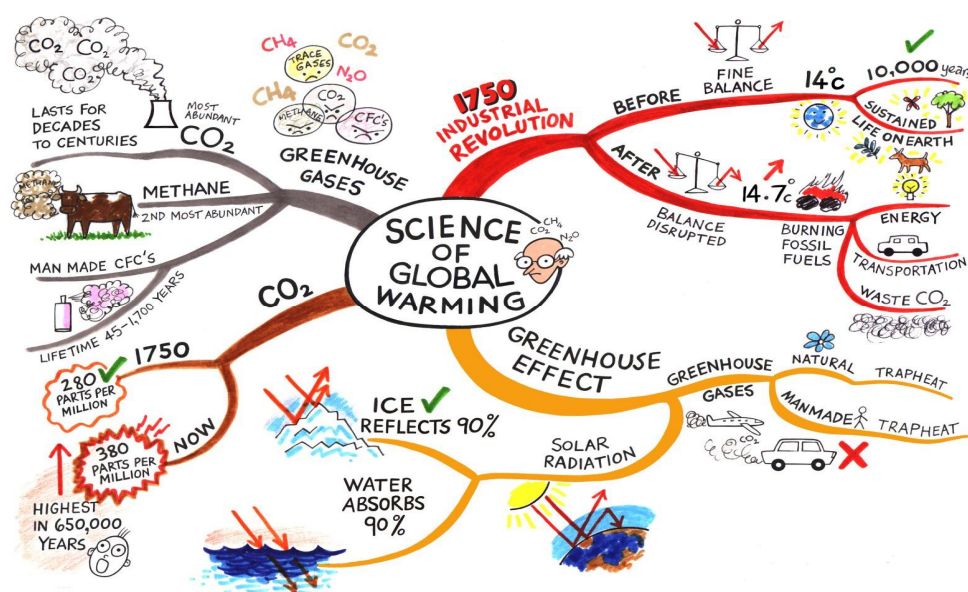 SCIENCE
OF
GLOBAL
WARMING
CH4
CO2
N2O
1750
INDUSTRIAL
REVOLUTION
BEFORE
FINE
BALANCE
14°C
10,000 years
SUSTAINED
LIFE ON EARTH
AFTER
BALANCE
DISRUPTED
14.7°C
BURNING
FOSSIL
FUELS
ENERGY
TRANSPORTATION
WASTE CO2
GREENHOUSE
EFFECT
GREENHOUSE
GASES
NATURAL
TRAPHEAT
MANMADE
TRAPHEAT
CO2
SOLAR
RADIATION
ICE
REFLECTS 90%
WATER
ABSORBS
90%
CO2
1750
280
PARTS PER
MILLION
NOW
380
PARTS PER
MILLION
HIGHEST
IN 650,000
YEARS
GREENHOUSE
GASES
CH4
CO2
TRACE
GASES
N2O
CH4
CO2
METHANE
CFC'S
CO2
CO2
CO2
LASTS FOR
DECADES
TO CENTURIES
MOST
ABUNDANT
CO2
METHANE
METHANE
2ND MOST ABUNDANT
MAN MADE CFC'S
LIFETIME 45-1,700 YEARS